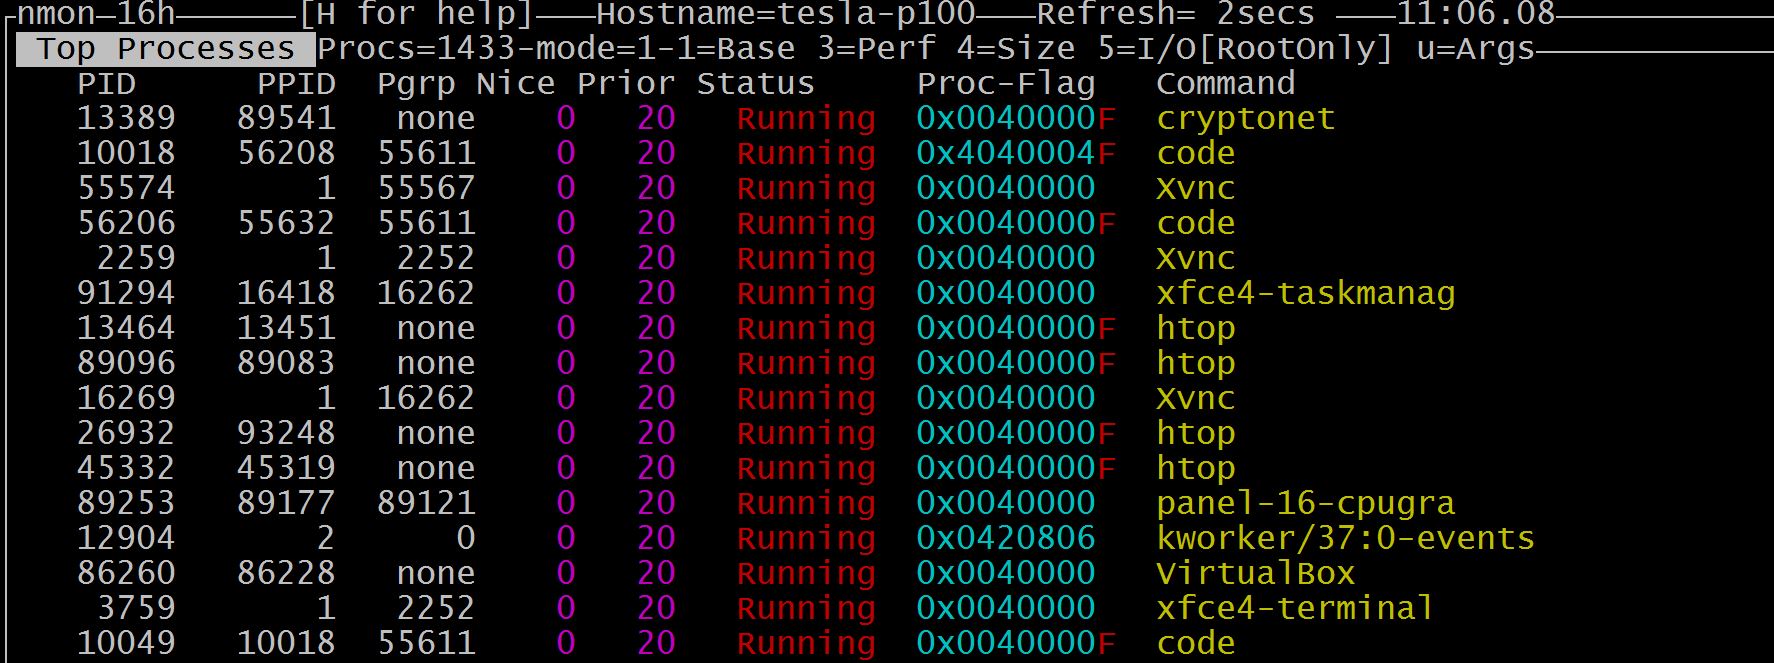 nmon-16h [H for help] Hostname=tesla-p100 Refresh= 2secs 11:06.08
Top Processes Procs=1433-mode=1-1=Base 3=Perf 4=Size 5=I/O[RootOnly] u=Args
PID PPID Pgrp Nice Prior Status Proc-Flag Command
13389 89541 none 0 20 Running 0x0040000F cryptonet
10018 56208 55611 0 20 Running 0x4040004F code
55574 1 55567 0 20 Running 0x0040000 Xvnc
56206 55632 55611 0 20 Running 0x0040000F code
2259 1 2252 0 20 Running 0x0040000 Xvnc
91294 16418 16262 0 20 Running 0x0040000 xfce4-taskmanag
13464 13451 none 0 20 Running 0x0040000F htop
89096 89083 none 0 20 Running 0x0040000F htop
16269 1 16262 0 20 Running 0x0040000 Xvnc
26932 93248 none 0 20 Running 0x0040000F htop
45332 45319 none 0 20 Running 0x0040000F htop
89253 89177 89121 0 20 Running 0x0040000 panel-16-cpugra
12904 2 0 0 20 Running 0x0420806 kworker/37:0-events
86260 86228 none 0 20 Running 0x0040000 VirtualBox
3759 1 2252 0 20 Running 0x0040000 xfce4-terminal
10049 10018 55611 0 20 Running 0x0040000F code